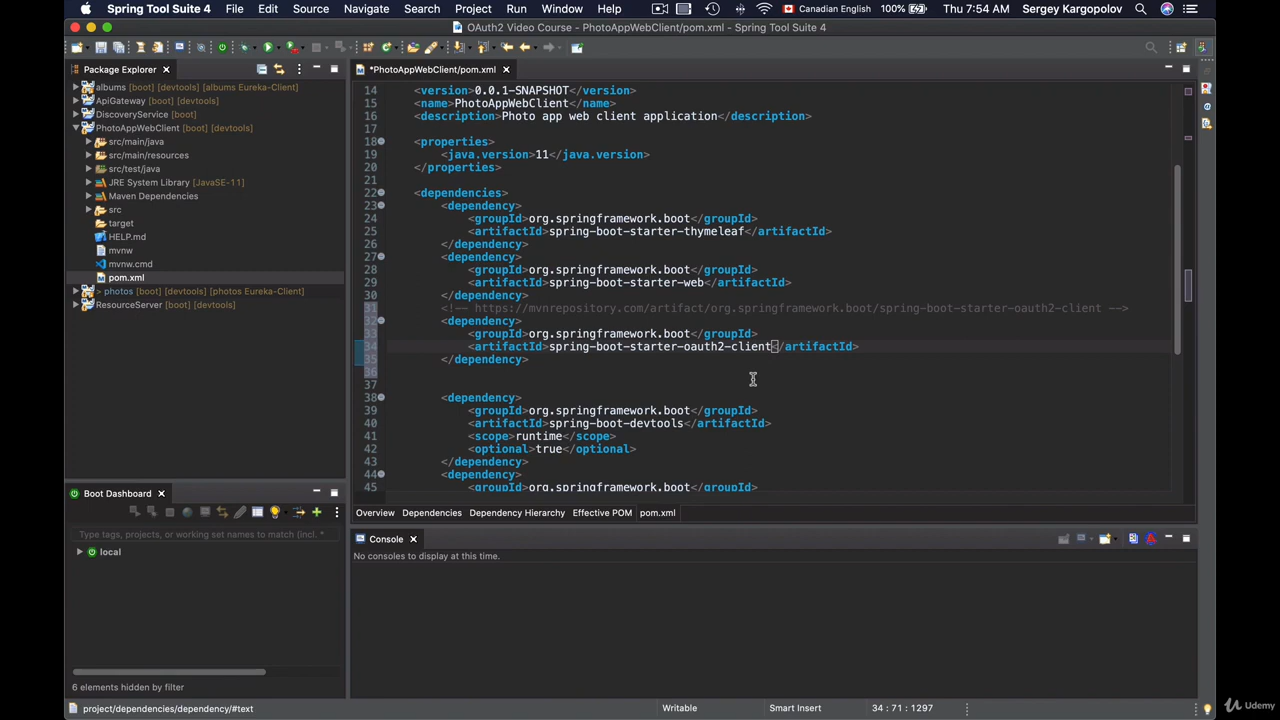 Spring Tool Suite 4 File Edit Source Navigate Search Project Run Window Help Canadian English 100% Thu 7:54 AM Sergey Kargopolov
OAuth2 Video Course - PhotoAppWebClient/pom.xml - Spring Tool Suite 4
Package Explorer
albums [boot] [devtools] [albums Eureka-Client]
ApiGateway [boot] [devtools]
DiscoveryService [boot]
PhotoAppWebClient [boot] [devtools]
src/main/java
src/main/resources
src/test/java
JRE System Library [JavaSE-11]
Maven Dependencies
src
target
HELP.md
mvnw
mvnw.cmd
pom.xml
> photos [boot] [devtools] [photos Eureka-Client]
ResourceServer [boot] [devtools]
Boot Dashboard
Type tags, projects, or working set names to match (incl. *
local
6 elements hidden by filter
*PhotoAppWebClient/pom.xml
14 <version>0.0.1-SNAPSHOT</version>
15 <name>PhotoAppWebClient</name>
16 <description>Photo app web client application</description>
17
18 <properties>
19 <java.version>11</java.version>
20 </properties>
21
22 <dependencies>
23 <dependency>
24 <groupId>org.springframework.boot</groupId>
25 <artifactId>spring-boot-starter-thymeleaf</artifactId>
26 </dependency>
27 <dependency>
28 <groupId>org.springframework.boot</groupId>
29 <artifactId>spring-boot-starter-web</artifactId>
30 </dependency>
31 <!-- https://mvnrepository.com/artifact/org.springframework.boot/spring-boot-starter-oauth2-client -->
32 <dependency>
33 <groupId>org.springframework.boot</groupId>
34 <artifactId>spring-boot-starter-oauth2-client</artifactId>
35 </dependency>
36
37
38 <dependency>
39 <groupId>org.springframework.boot</groupId>
40 <artifactId>spring-boot-devtools</artifactId>
41 <scope>runtime</scope>
42 <optional>true</optional>
43 </dependency>
44 <dependency>
45 <groupId>org.springframework.boot</groupId>
Overview Dependencies Dependency Hierarchy Effective POM pom.xml
Console
No consoles to display at this time.
project/dependencies/dependency/#text Writable Smart Insert 34 : 71 : 1297
Udemy